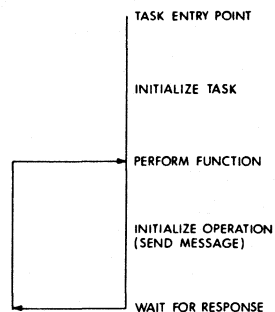 TASK ENTRY POINT
INITIALIZE TASK
PERFORM FUNCTION
INITIALIZE OPERATION
(SEND MESSAGE)
WAIT FOR RESPONSE